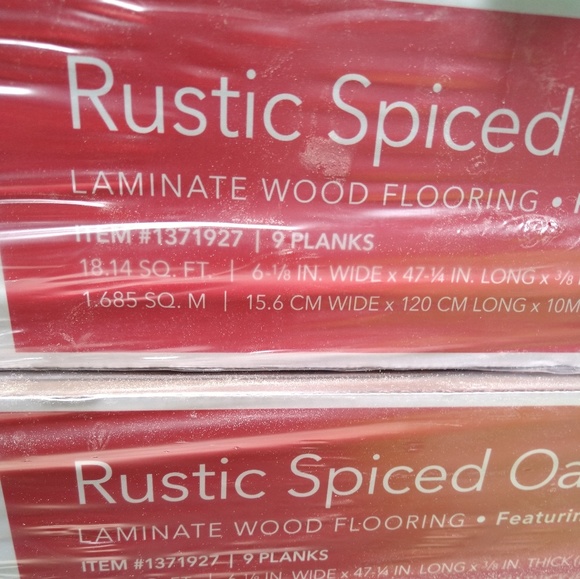 Rustic Spiced
LAMINATE WOOD FLOORING •
ITEM #1371927 | 9 PLANKS
18.14 SQ. FT. | 6-1/8 IN. WIDE x 47-1/4 IN. LONG x 3/8
1.685 SQ. M | 15.6 CM WIDE x 120 CM LONG x 10M
Rustic Spiced Oa
LAMINATE WOOD FLOORING • Featurin
ITEM #1371927 | 9 PLANKS
IN. WIDE x 47-1/4 IN. LONG x 3/8 IN. THICK